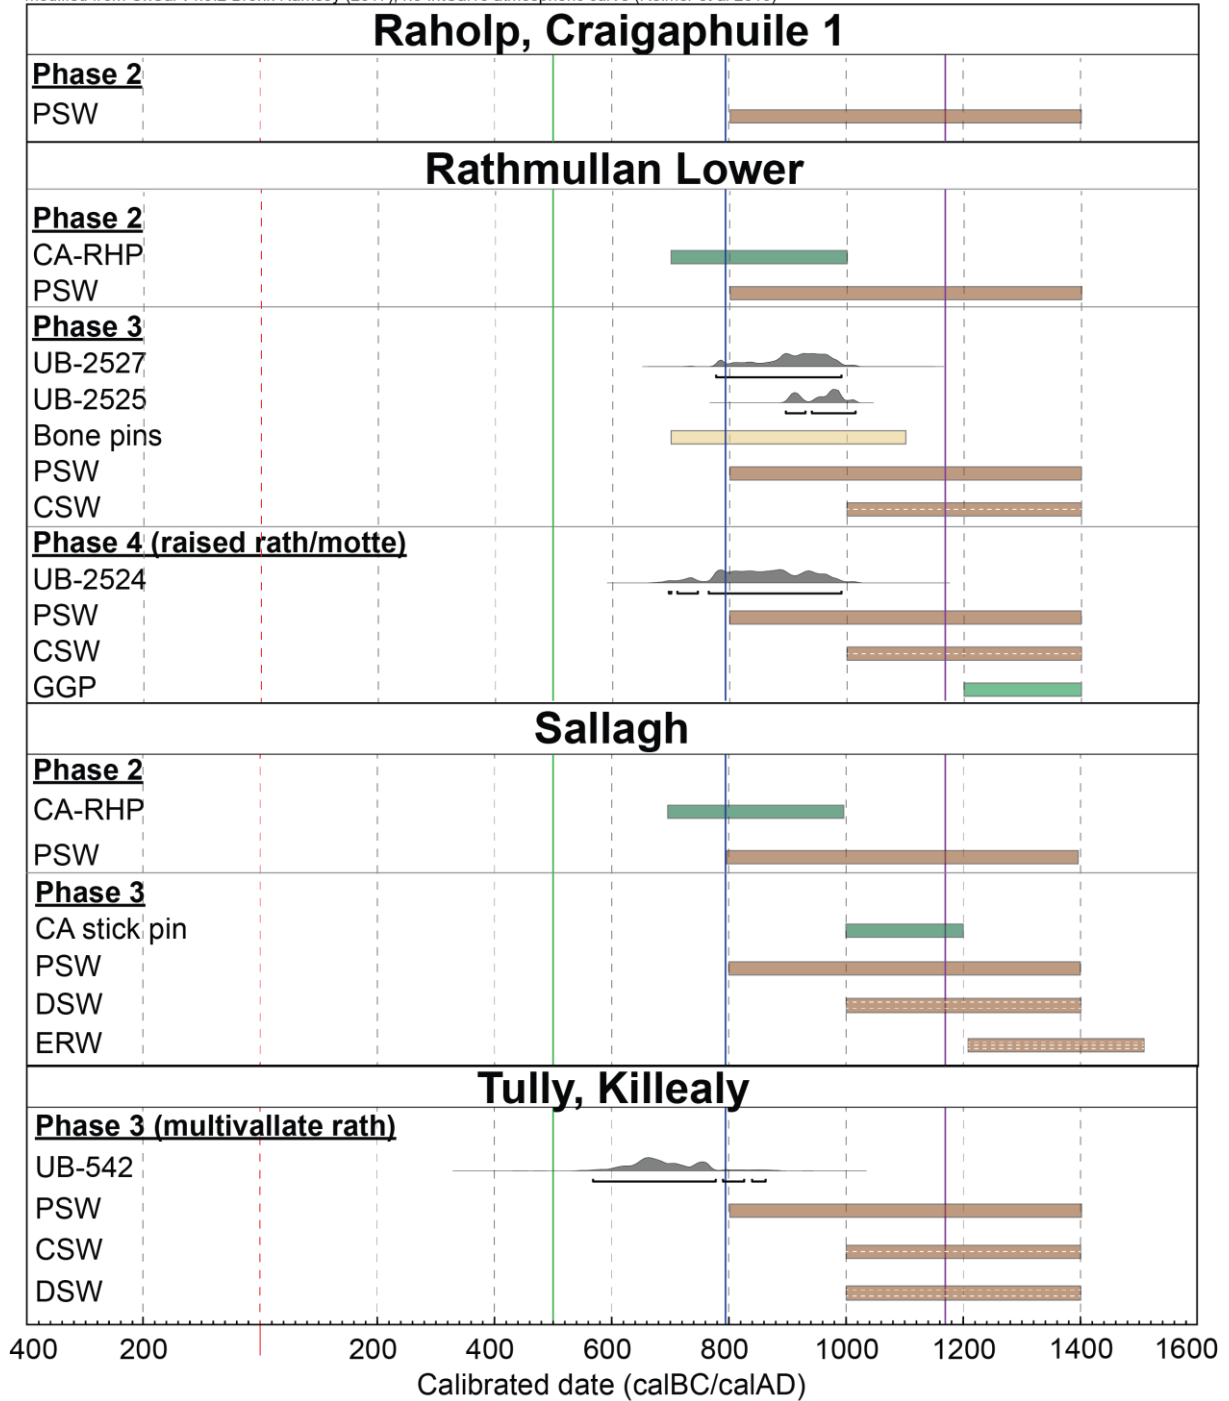 Raholp, Craigaphuile 1
Phase 2
PSW
Rathmullan Lower
Phase 2
CA-RHP
PSW
Phase 3
UB-2527
UB-2525
Bone pins
PSW
CSW
Phase 4 (raised rath/motte)
UB-2524
PSW
CSW
GGP
Sallagh
Phase 2
CA-RHP
PSW
Phase 3
CA stick pin
PSW
DSW
ERW
Tully, Killealy
Phase 3 (multivallate rath)
UB-542
PSW
CSW
DSW
400 200 200 400 600 800 1000 1200 1400 1600
Calibrated date (calBC/calAD)